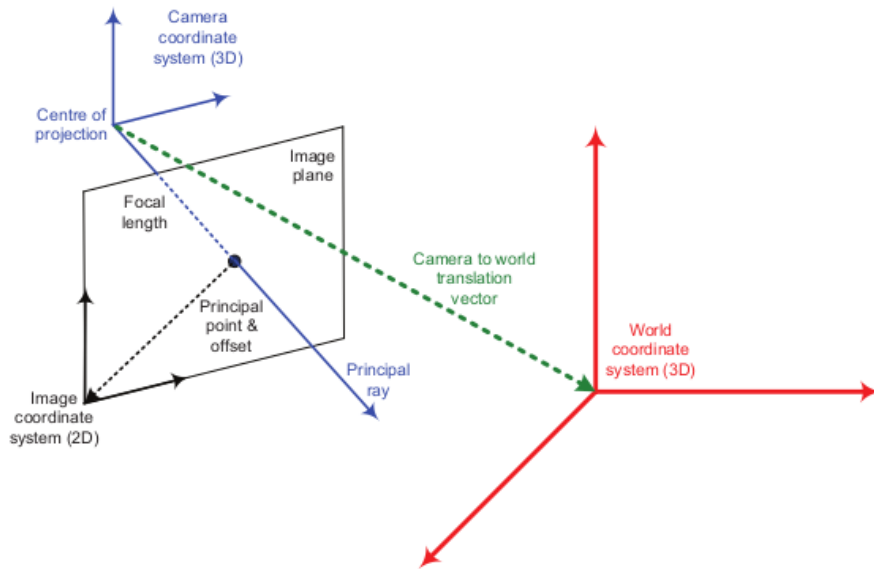 Camera
coordinate
system (3D)
Centre of
projection
Image
plane
Focal
length
Camera to world
translation
vector
Principal
point &
offset
World
coordinate
system (3D)
Principal
ray
Image
coordinate
system (2D)